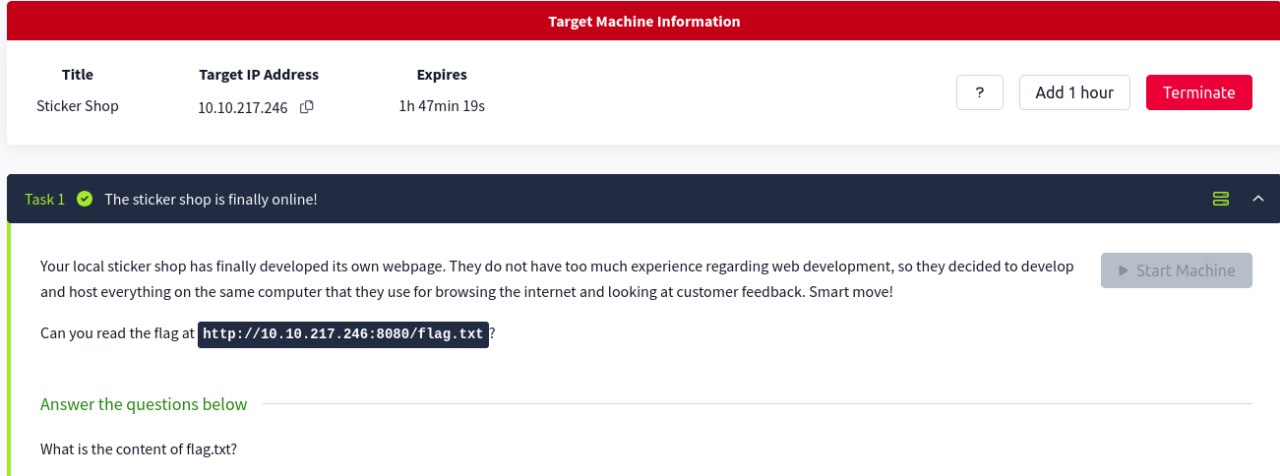 Target Machine Information
Title Target IP Address Expires
Sticker Shop 10.10.217.246 1h 47min 19s ? Add 1 hour Terminate
Task 1 The sticker shop is finally online!
Your local sticker shop has finally developed its own webpage. They do not have too much experience regarding web development, so they decided to develop
and host everything on the same computer that they use for browsing the internet and looking at customer feedback. Smart move!
Start Machine
Can you read the flag at http://10.10.217.246:8080/flag.txt?
Answer the questions below
What is the content of flag.txt?